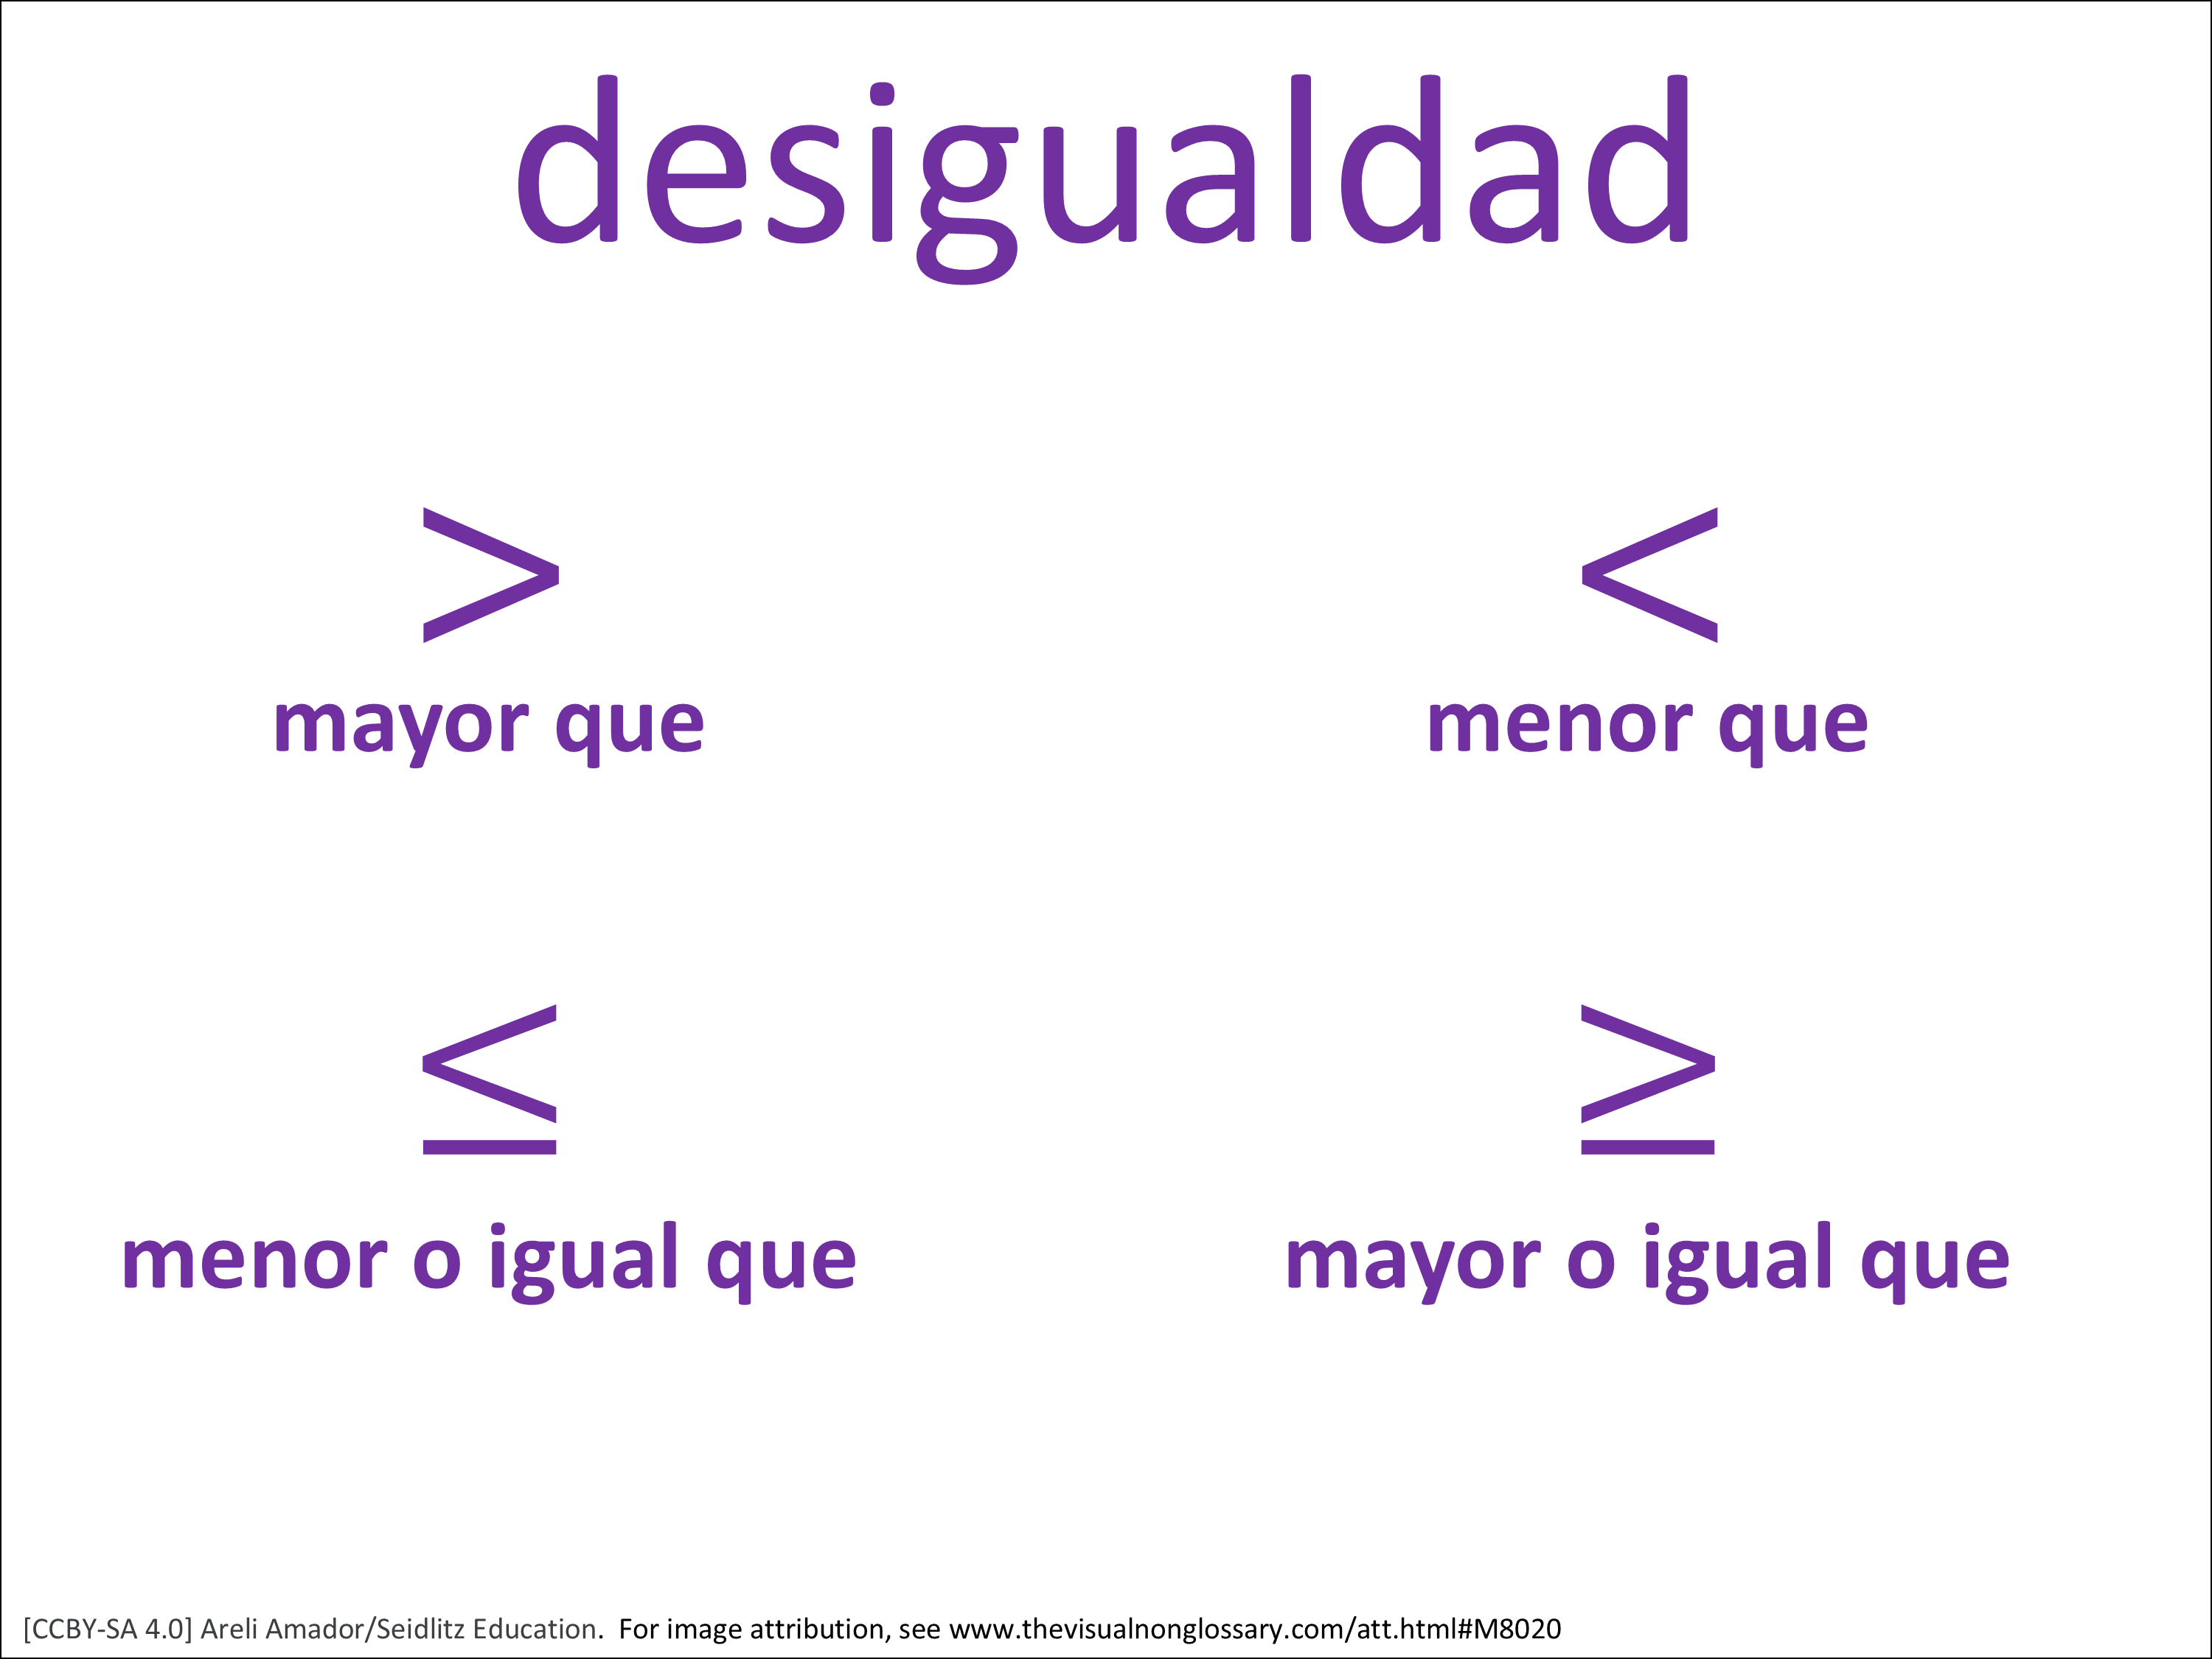 desigualdad
> <
mayor que menor que
≤ ≥
menor o igual que mayor o igual que
[CCBY-SA 4.0] Areli Amador/Seidlitz Education. For image attribution, see www.thevisualnonglossary.com/att.html#M8020